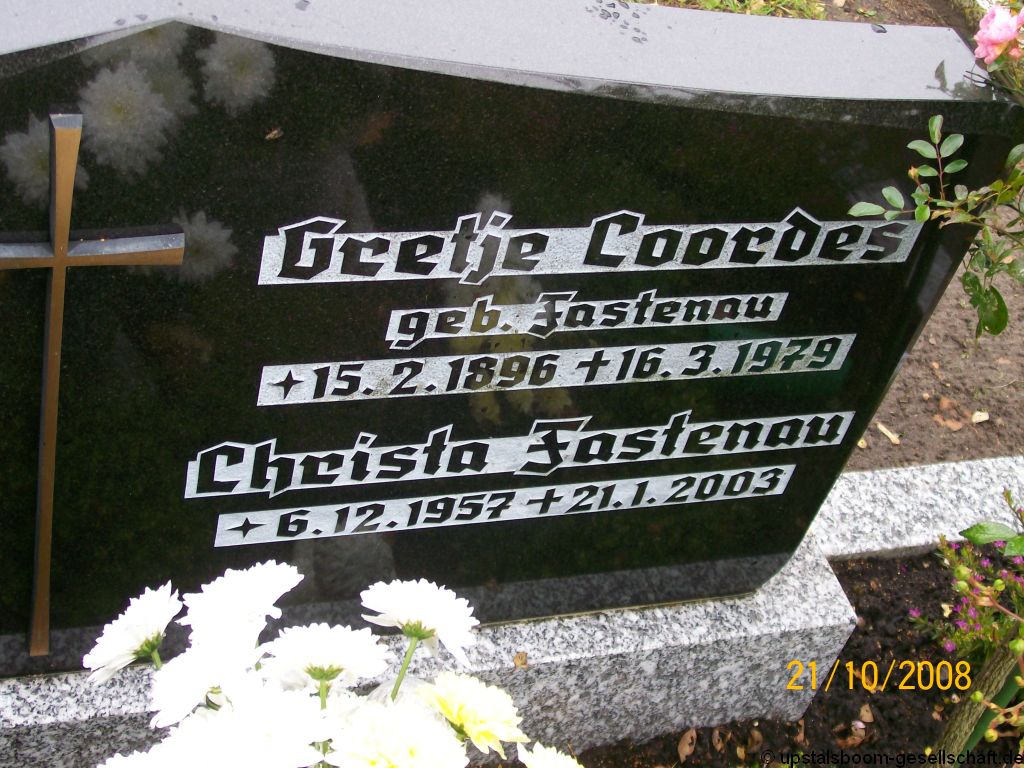 Gretje Coordes
geb. Fastenau
15.2.1896 + 16.3.1979
Christa Fastenau
6.12.1957 + 21.1.2003
21/10/2008
© upstalsboom-gesellschaft.de